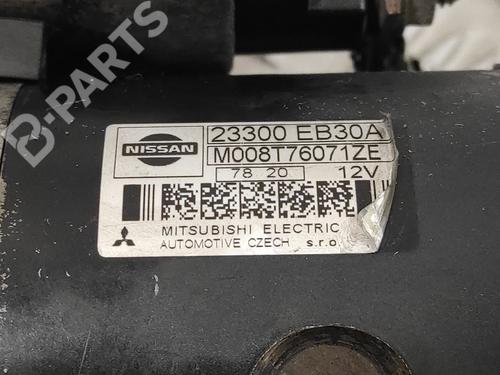 B-PARTS
NISSAN
23300 EB30A
M008T76071ZE
78 20 12V
MITSUBISHI ELECTRIC
AUTOMOTIVE CZECH s.r.o